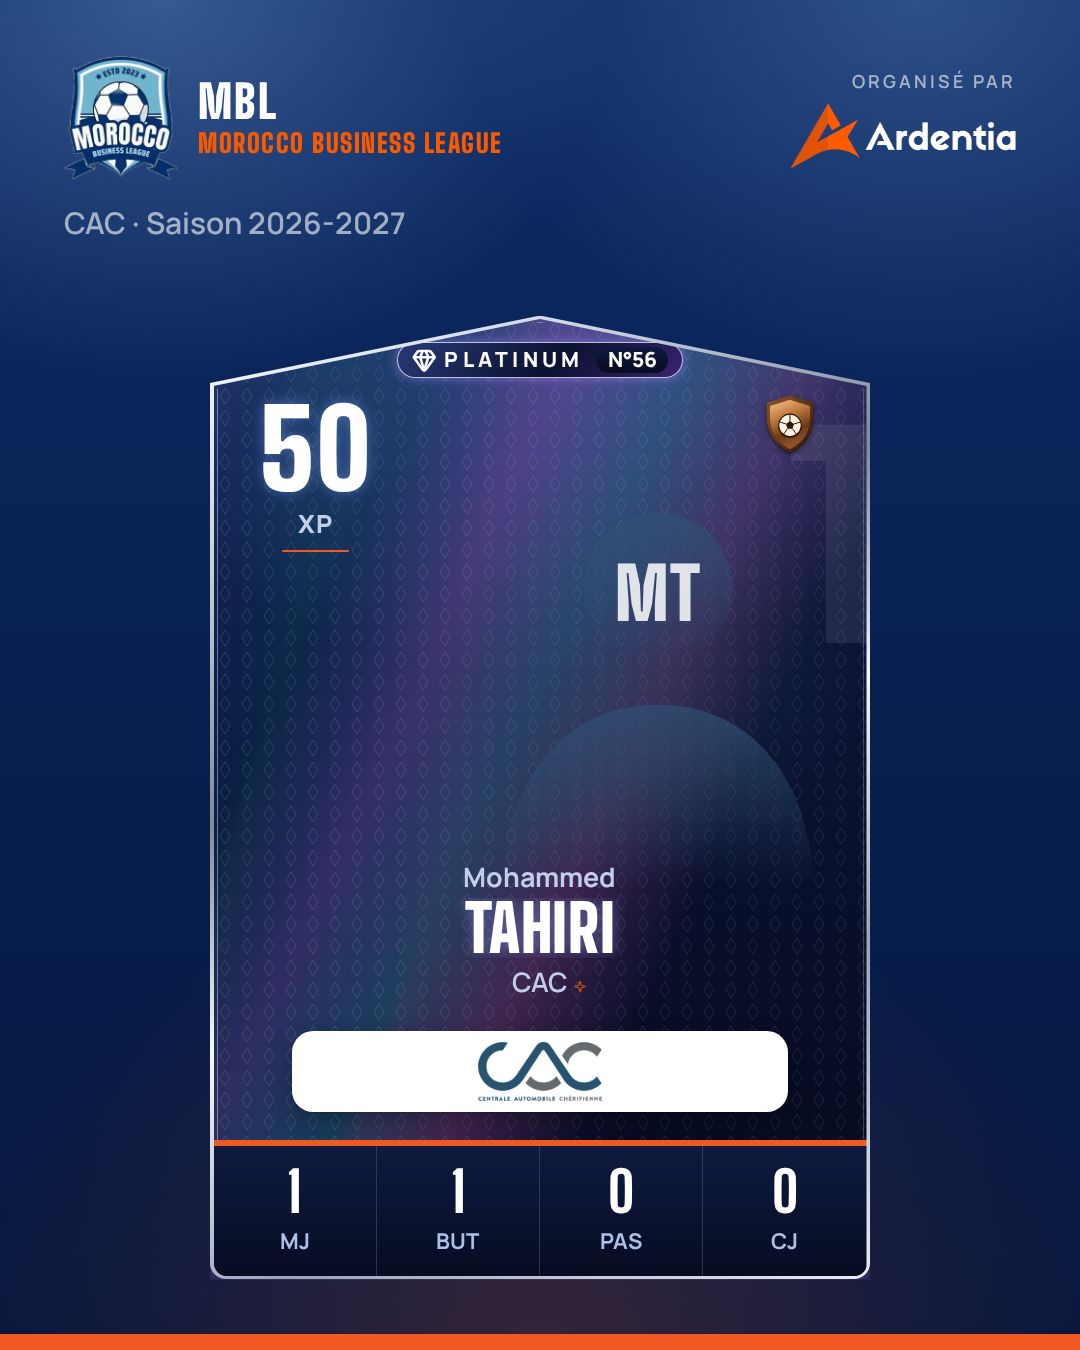 ESTD 2023
MOROCCO
BUSINESS LEAGUE
MBL
MOROCCO BUSINESS LEAGUE
ORGANISÉ PAR
Ardentia
CAC · Saison 2026-2027
PLATINUM N°56
50
XP
1
MT
Mohammed
TAHIRI
CAC
CAC
CENTRALE AUTOMOBILE CHÉRIFIENNE
1 1 0 0
MJ BUT PAS CJ